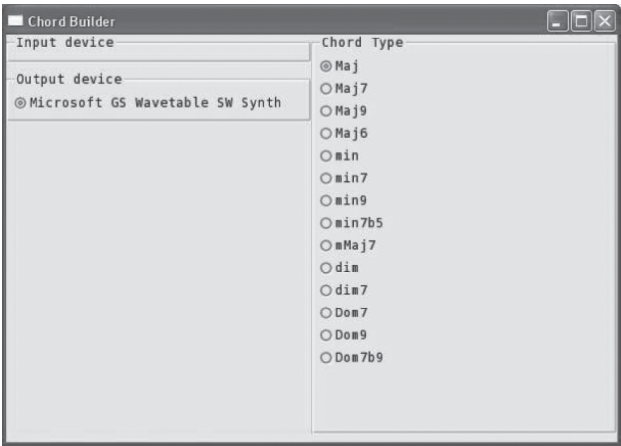 Chord Builder
Input device
Output device
Microsoft GS Wavetable SW Synth
Chord Type
Maj
Maj7
Maj9
Maj6
min
min7
min9
min7b5
mMaj7
dim
dim7
Dom7
Dom9
Dom7b9